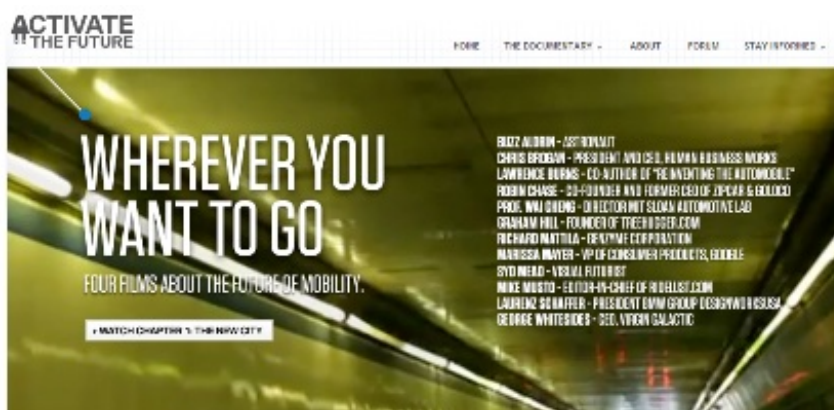 ACTIVATE
THE FUTURE
HOME THE DOCUMENTARY ABOUT FORUM STAY INFORMED
WHEREVER YOU
WANT TO GO
FOUR FILMS ABOUT THE FUTURE OF MOBILITY.
WATCH CHAPTER 1: THE NEW CITY
BUZZ ALDRIN - ASTRONAUT
CHRIS BROGAN - PRESIDENT AND CEO, HUMAN BUSINESS WORKS
LAWRENCE BURNS - CO-AUTHOR OF "REINVENTING THE AUTOMOBILE"
ROBIN CHASE - CO-FOUNDER AND FORMER CEO OF ZIPCAR & GOLOCO
PROF. WAI CHENG - DIRECTOR MIT SLOAN AUTOMOTIVE LAB
GRAHAM HILL - FOUNDER OF TREEHUGGER.COM
RICHARD MATTILA - GENZYME CORPORATION
MARISSA MAYER - VP OF CONSUMER PRODUCTS, GOOGLE
SYD MEAD - VISUAL FUTURIST
MIKE MUSTO - EDITOR-IN-CHIEF OF RIDELUST.COM
LAURENZ SCHAFFER - PRESIDENT BMW GROUP DESIGNWORKSUSA
GEORGE WHITESIDES - CEO, VIRGIN GALACTIC